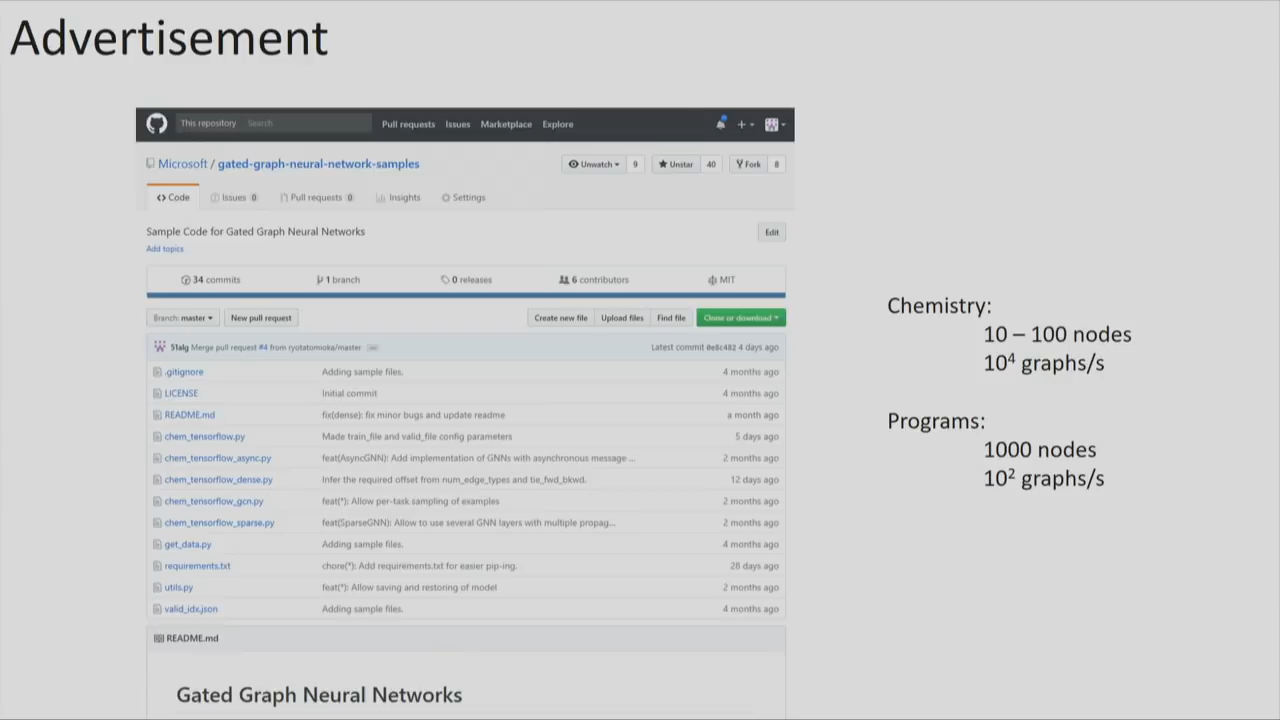 Advertisement
This repository Search Pull requests Issues Marketplace Explore
Microsoft / gated-graph-neural-network-samples Unwatch 9 Unstar 40 Fork 8
Code Issues 0 Pull requests 0 Insights Settings
Sample Code for Gated Graph Neural Networks Edit
Add topics
34 commits 1 branch 0 releases 6 contributors MIT
Branch: master New pull request Create new file Upload files Find file Clone or download
51alg Merge pull request #4 from ryotatomioka/master Latest commit 0e8c482 4 days ago
.gitignore Adding sample files. 4 months ago
LICENSE Initial commit 4 months ago
README.md fix(dense): fix minor bugs and update readme a month ago
chem_tensorflow.py Made train_file and valid_file config parameters 5 days ago
chem_tensorflow_async.py feat(AsyncGNN): Add implementation of GNNs with asynchronous message ... 2 months ago
chem_tensorflow_dense.py Infer the required offset from num_edge_types and tie_fwd_bkwd. 12 days ago
chem_tensorflow_gcn.py feat(*): Allow per-task sampling of examples 2 months ago
chem_tensorflow_sparse.py feat(SparseGNN): Allow to use several GNN layers with multiple propag... 2 months ago
get_data.py Adding sample files. 4 months ago
requirements.txt chore(*): Add requirements.txt for easier pip-ing. 28 days ago
utils.py feat(*): Allow saving and restoring of model 2 months ago
valid_idx.json Adding sample files. 4 months ago
README.md
Gated Graph Neural Networks
Chemistry:
10 – 100 nodes
10⁴ graphs/s
Programs:
1000 nodes
10² graphs/s